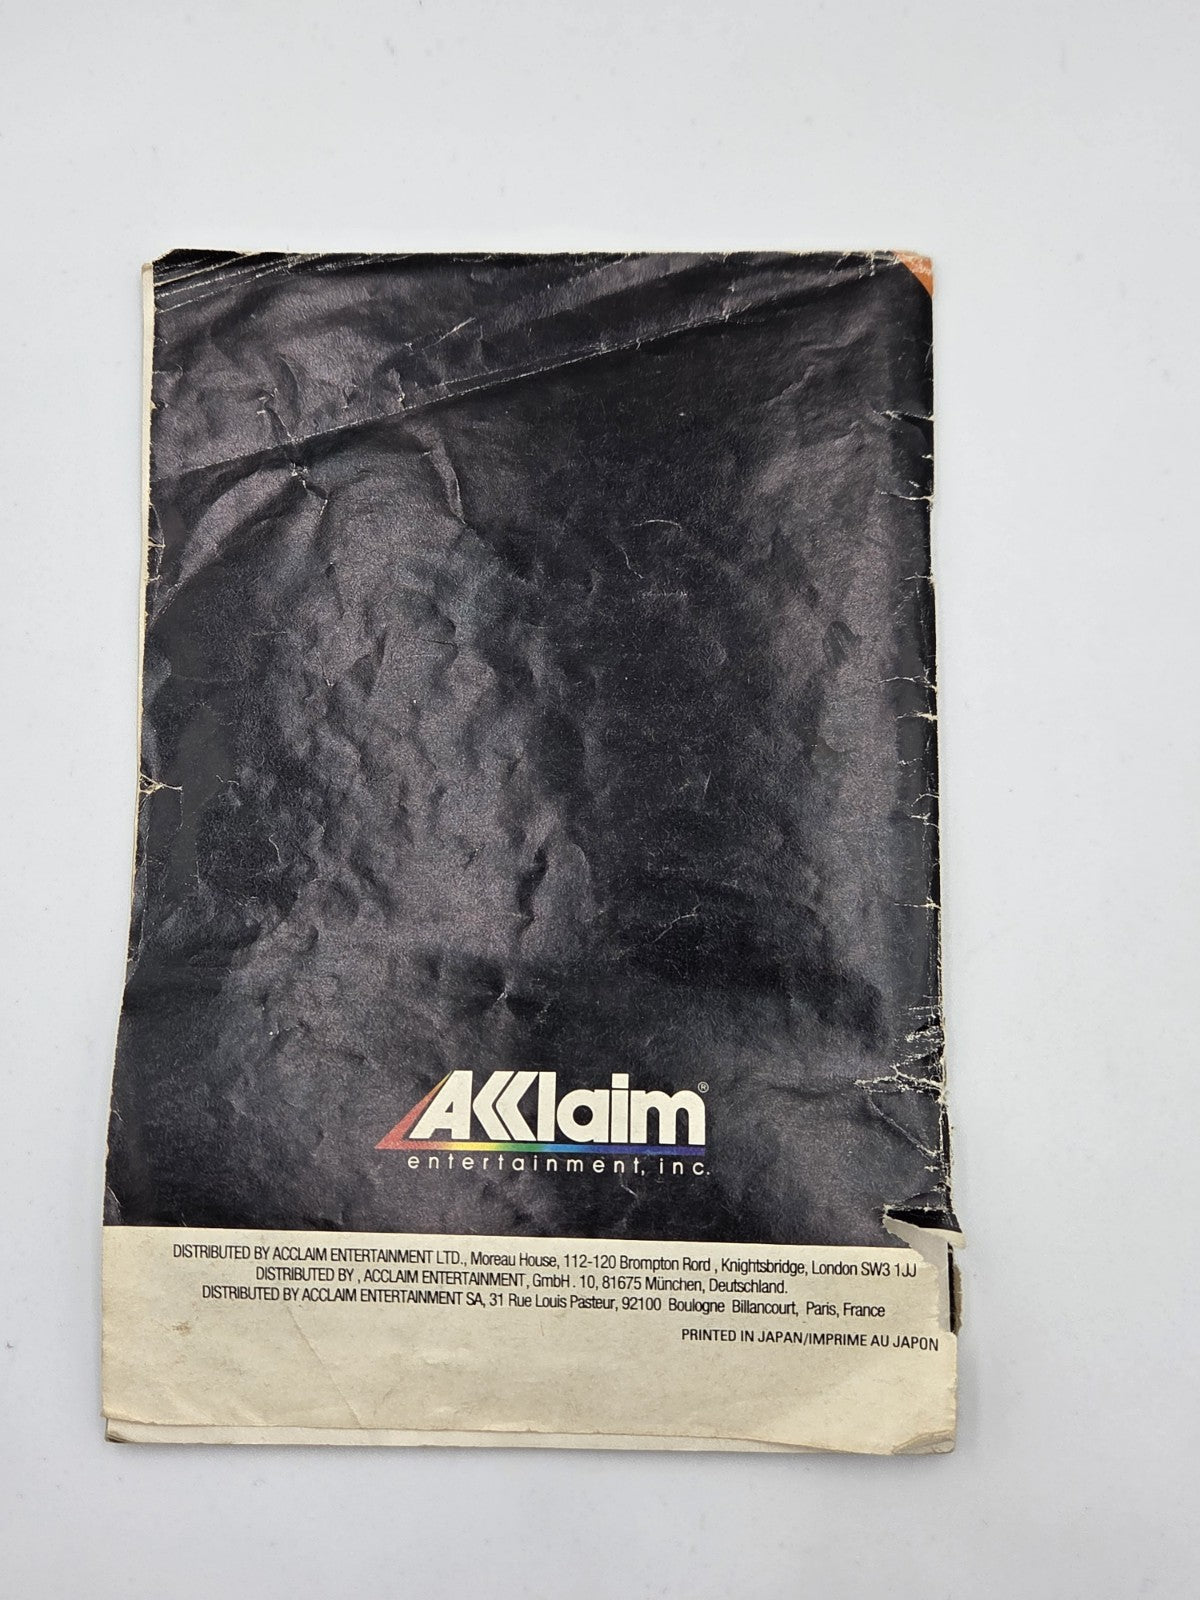 AKKlaim®
entertainment, inc.
DISTRIBUTED BY ACCLAIM ENTERTAINMENT LTD., Moreau House, 112-120 Brompton Rord , Knightsbridge, London SW3 1JJ
DISTRIBUTED BY , ACCLAIM ENTERTAINMENT, GmbH . 10, 81675 München, Deutschland.
DISTRIBUTED BY ACCLAIM ENTERTAINMENT SA, 31 Rue Louis Pasteur, 92100 Boulogne Billancourt, Paris, France
PRINTED IN JAPAN/IMPRIME AU JAPON